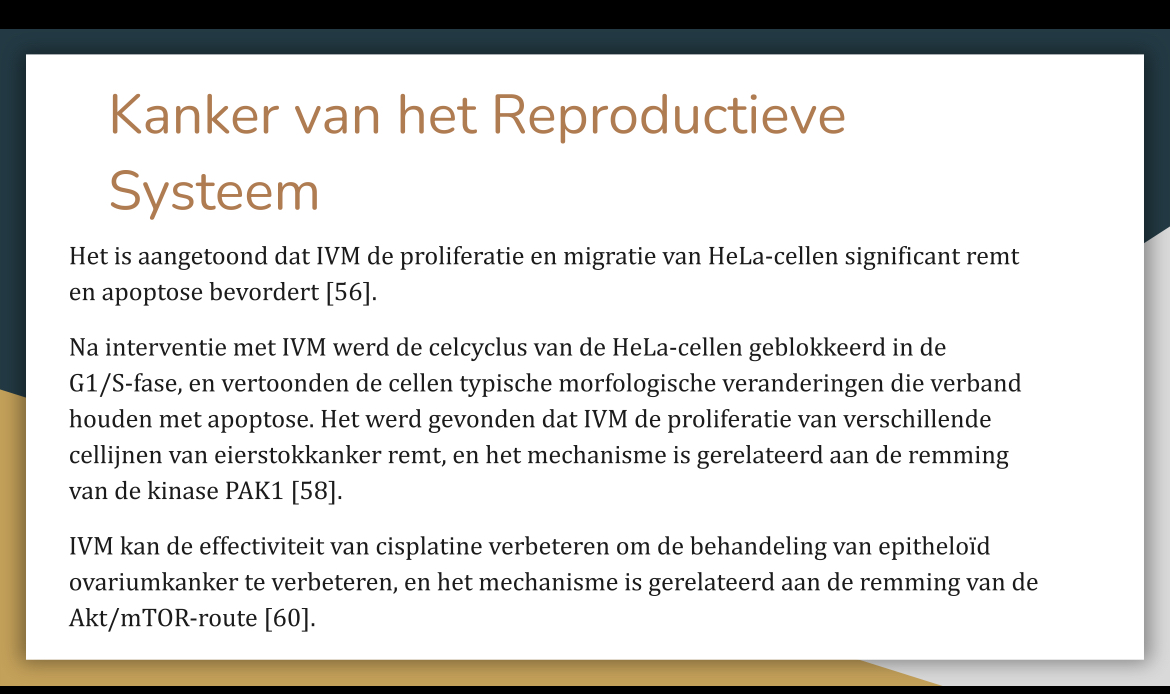 Kanker van het Reproductieve
Systeem
Het is aangetoond dat IVM de proliferatie en migratie van HeLa-cellen significant remt
en apoptose bevordert [56].
Na interventie met IVM werd de celcyclus van de HeLa-cellen geblokkeerd in de
G1/S-fase, en vertoonden de cellen typische morfologische veranderingen die verband
houden met apoptose. Het werd gevonden dat IVM de proliferatie van verschillende
cellijnen van eierstokkanker remt, en het mechanisme is gerelateerd aan de remming
van de kinase PAK1 [58].
IVM kan de effectiviteit van cisplatine verbeteren om de behandeling van epitheloïd
ovariumkanker te verbeteren, en het mechanisme is gerelateerd aan de remming van de
Akt/mTOR-route [60].